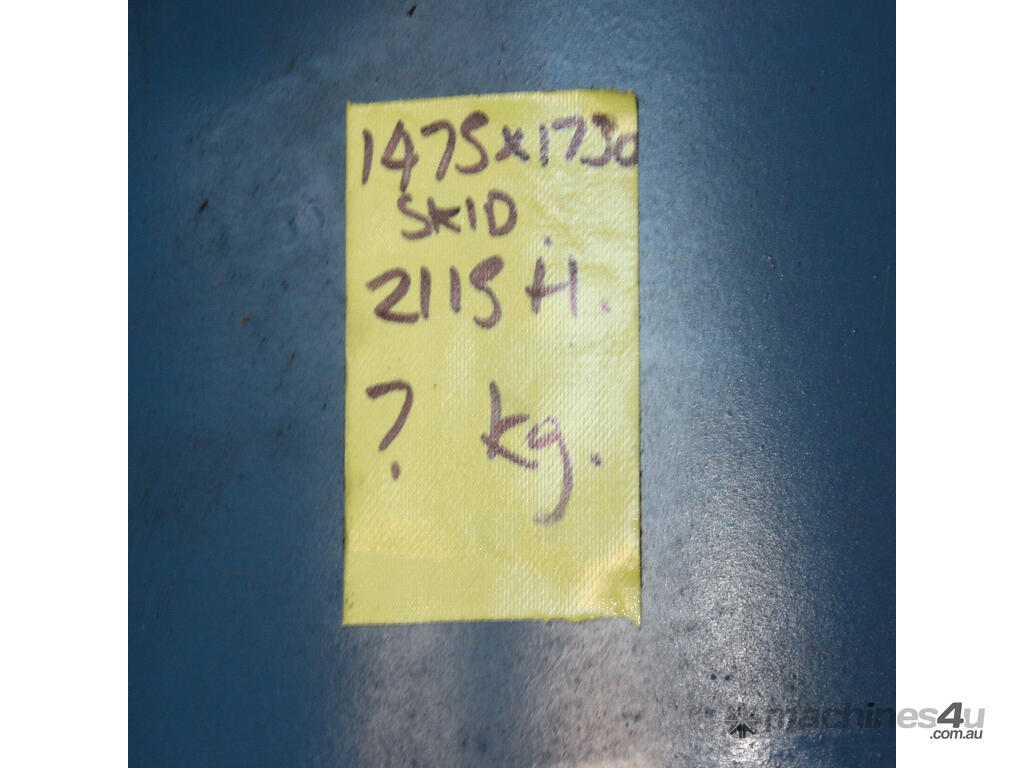 1475x1730
SKID
2115 H.
? kg.
machines4u
.com.au